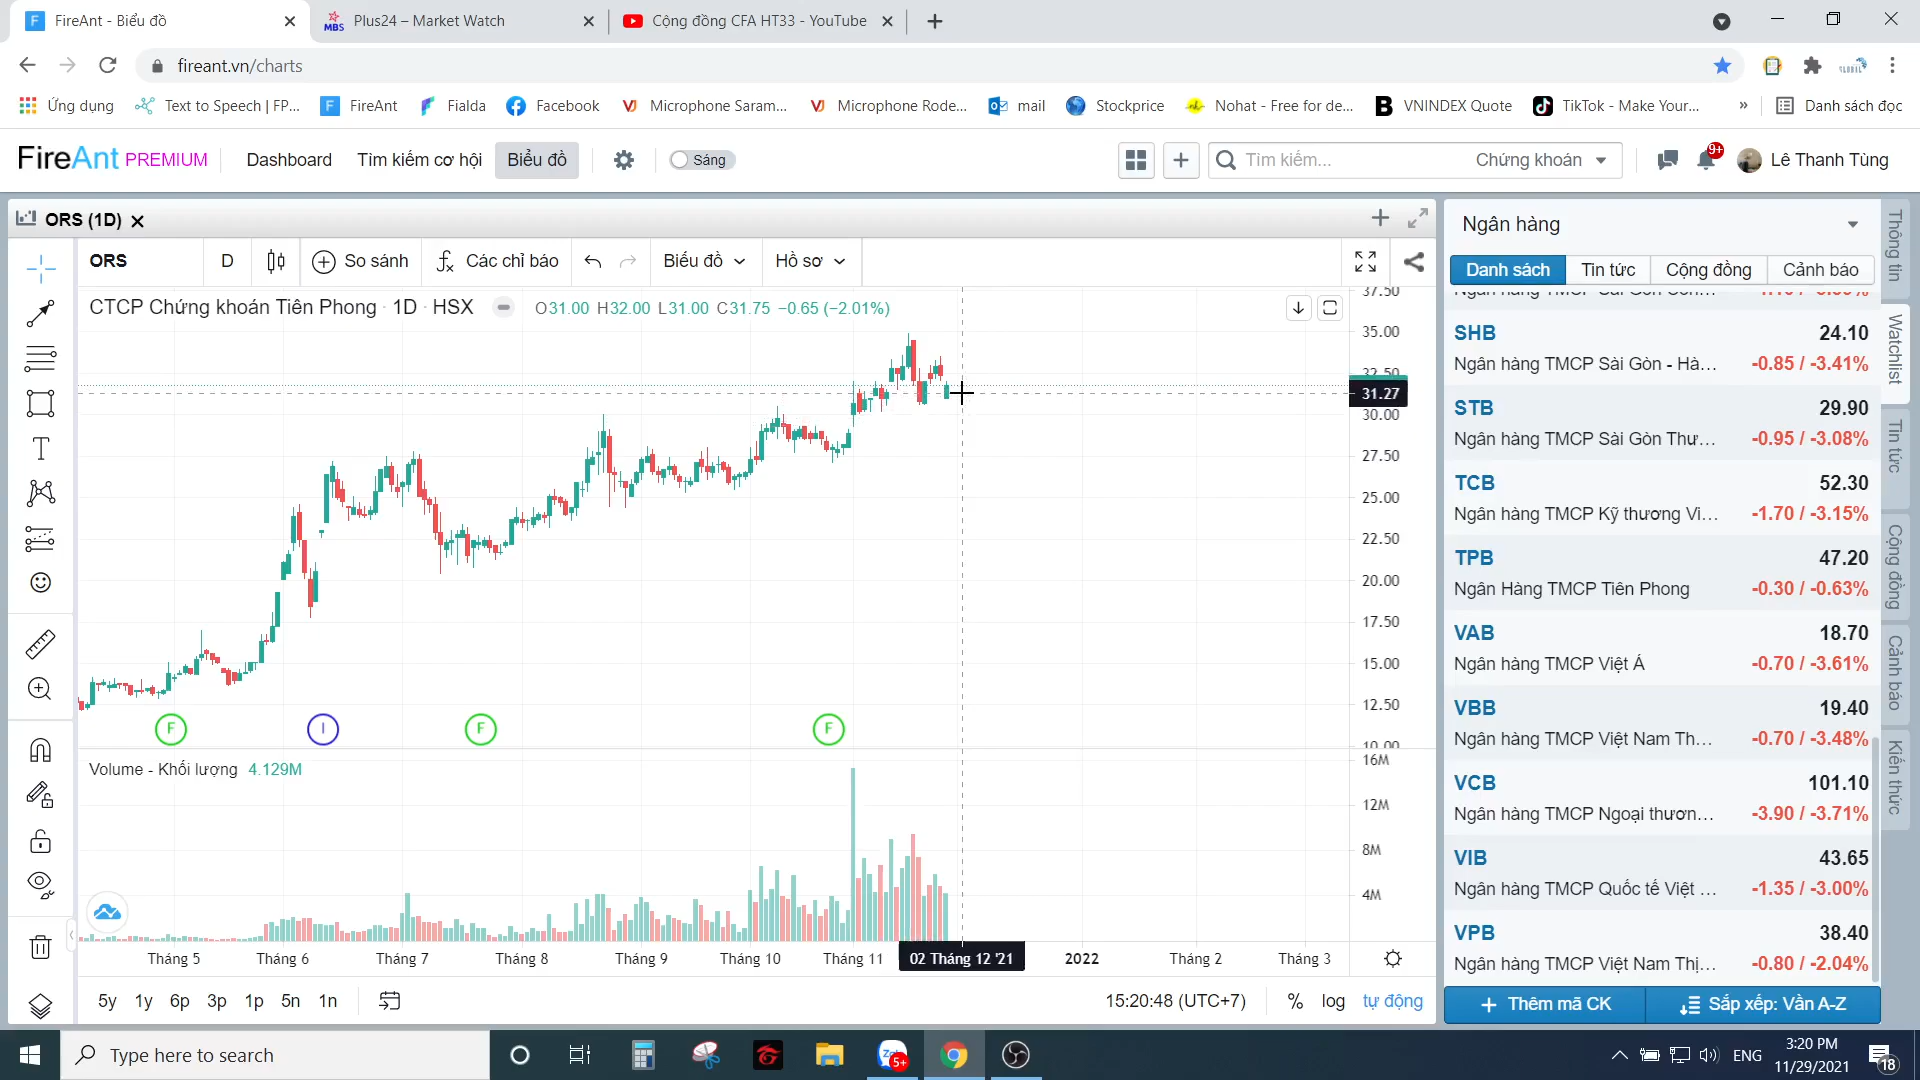 FireAnt - Biểu đồ
MBS
Plus24 – Market Watch
Cộng đồng CFA HT33 - YouTube
fireant.vn/charts
Ứng dụng
Text to Speech | FP...
FireAnt
Fialda
Facebook
Microphone Saram...
Microphone Rode...
mail
Stockprice
Nohat - Free for de...
VNINDEX Quote
TikTok - Make Your...
»
Danh sách đọc
FireAnt PREMIUM
Dashboard
Tìm kiếm cơ hội
Biểu đồ
Sáng
Tìm kiếm...
Chứng khoán
9+
Lê Thanh Tùng
ORS (1D)
ORS
D
So sánh
Các chỉ báo
Biểu đồ
Hồ sơ
CTCP Chứng khoán Tiên Phong · 1D · HSX
O31.00 H32.00 L31.00 C31.75 −0.65 (−2.01%)
37.50
35.00
32.50
31.27
30.00
27.50
25.00
22.50
20.00
17.50
15.00
12.50
10.00
F
I
F
F
Volume - Khối lượng 4.129M
16M
12M
8M
4M
Tháng 5
Tháng 6
Tháng 7
Tháng 8
Tháng 9
Tháng 10
Tháng 11
02 Tháng 12 '21
2022
Tháng 2
Tháng 3
5y
1y
6p
3p
1p
5n
1n
15:20:48 (UTC+7)
%
log
tự động
Ngân hàng
Danh sách
Tin tức
Cộng đồng
Cảnh báo
SHB
24.10
Ngân hàng TMCP Sài Gòn - Hà...
-0.85 / -3.41%
STB
29.90
Ngân hàng TMCP Sài Gòn Thư...
-0.95 / -3.08%
TCB
52.30
Ngân hàng TMCP Kỹ thương Vi...
-1.70 / -3.15%
TPB
47.20
Ngân Hàng TMCP Tiên Phong
-0.30 / -0.63%
VAB
18.70
Ngân hàng TMCP Việt Á
-0.70 / -3.61%
VBB
19.40
Ngân hàng TMCP Việt Nam Th...
-0.70 / -3.48%
VCB
101.10
Ngân hàng TMCP Ngoại thươn...
-3.90 / -3.71%
VIB
43.65
Ngân hàng TMCP Quốc tế Việt ...
-1.35 / -3.00%
VPB
38.40
Ngân hàng TMCP Việt Nam Thị...
-0.80 / -2.04%
Thêm mã CK
Sắp xếp: Vần A-Z
Thông tin
Watchlist
Tin tức
Cộng đồng
Cảnh báo
Kiến thức
Type here to search
5+
ENG
3:20 PM
11/29/2021
18